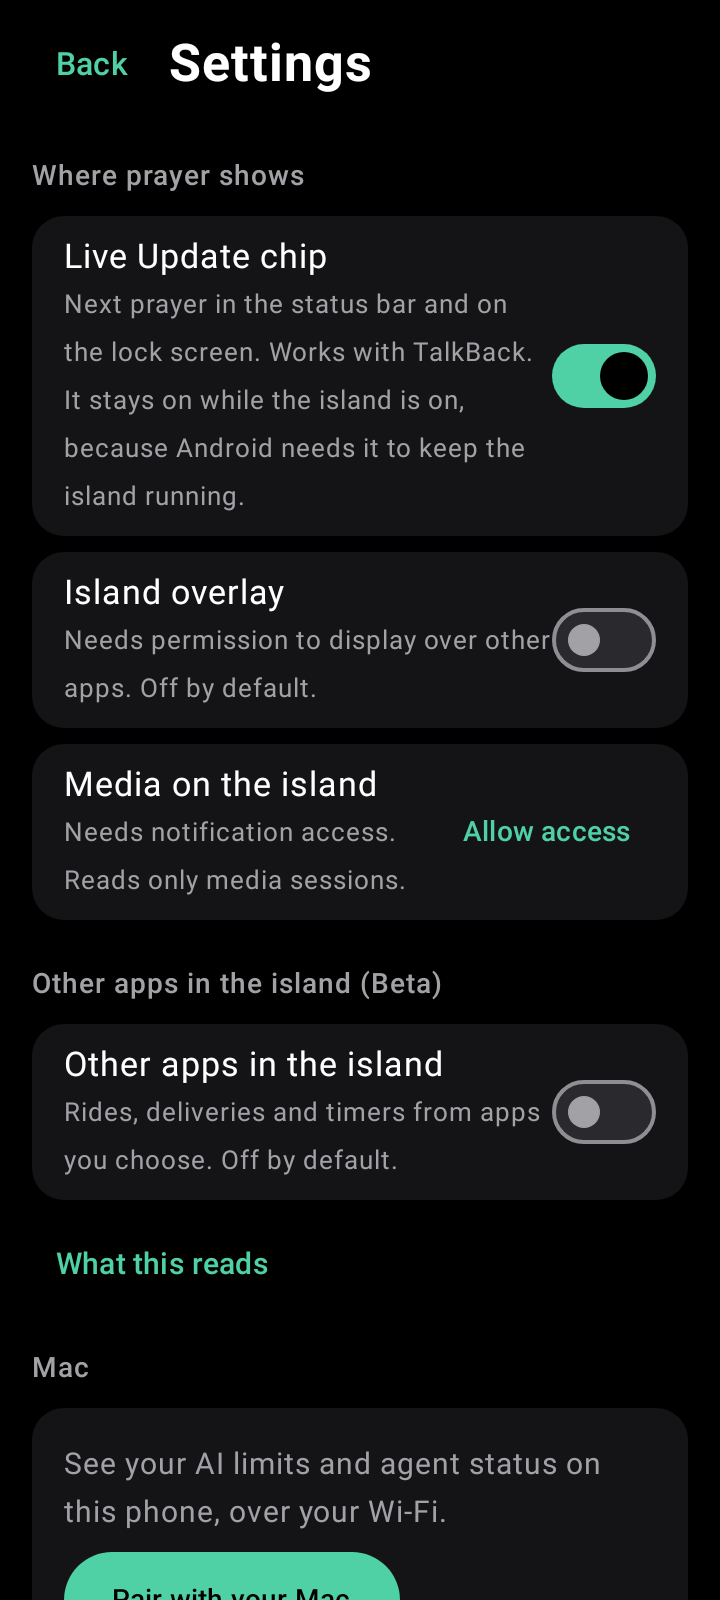 Back Settings
Where prayer shows
Live Update chip
Next prayer in the status bar and on
the lock screen. Works with TalkBack.
It stays on while the island is on,
because Android needs it to keep the
island running.
Island overlay
Needs permission to display over other
apps. Off by default.
Media on the island
Needs notification access.
Reads only media sessions.
Allow access
Other apps in the island (Beta)
Other apps in the island
Rides, deliveries and timers from apps
you choose. Off by default.
What this reads
Mac
See your AI limits and agent status on
this phone, over your Wi-Fi.
Pair with your Mac